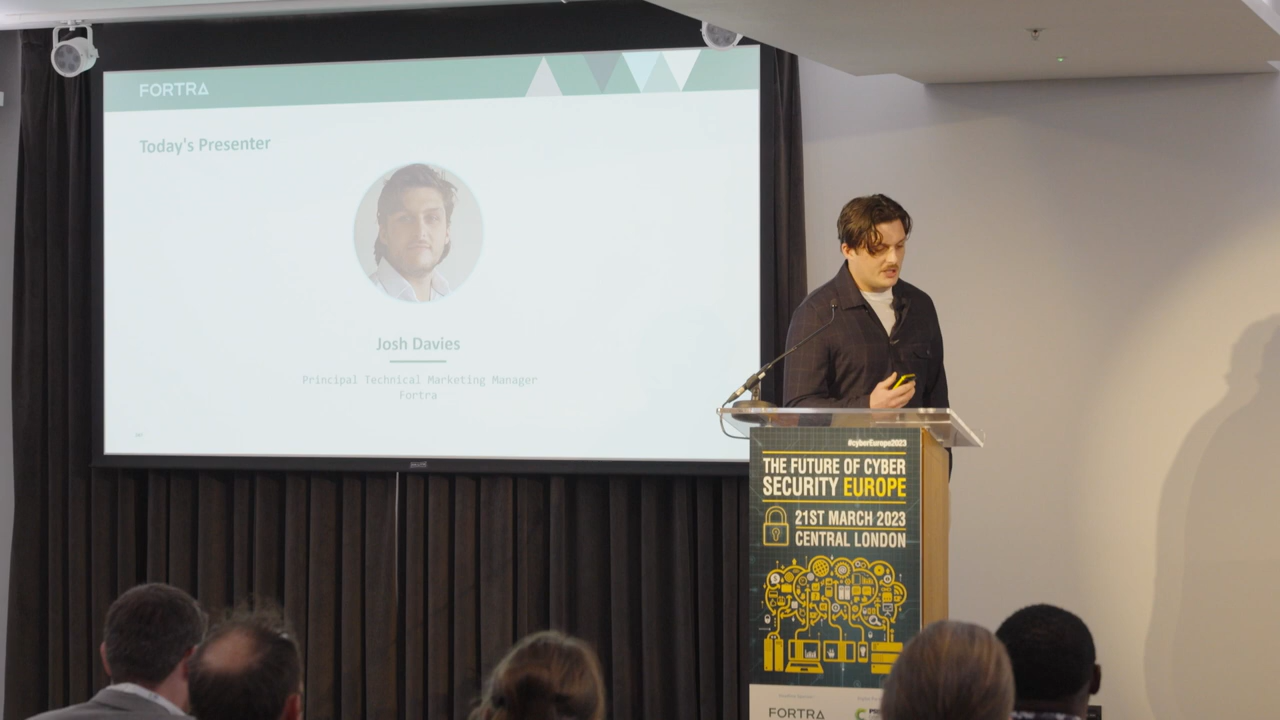 FORTRA
Today's Presenter
Josh Davies
Principal Technical Marketing Manager
Fortra
#cyberEurope2023
THE FUTURE OF CYBER
SECURITY EUROPE
21ST MARCH 2023
CENTRAL LONDON
FORTRA